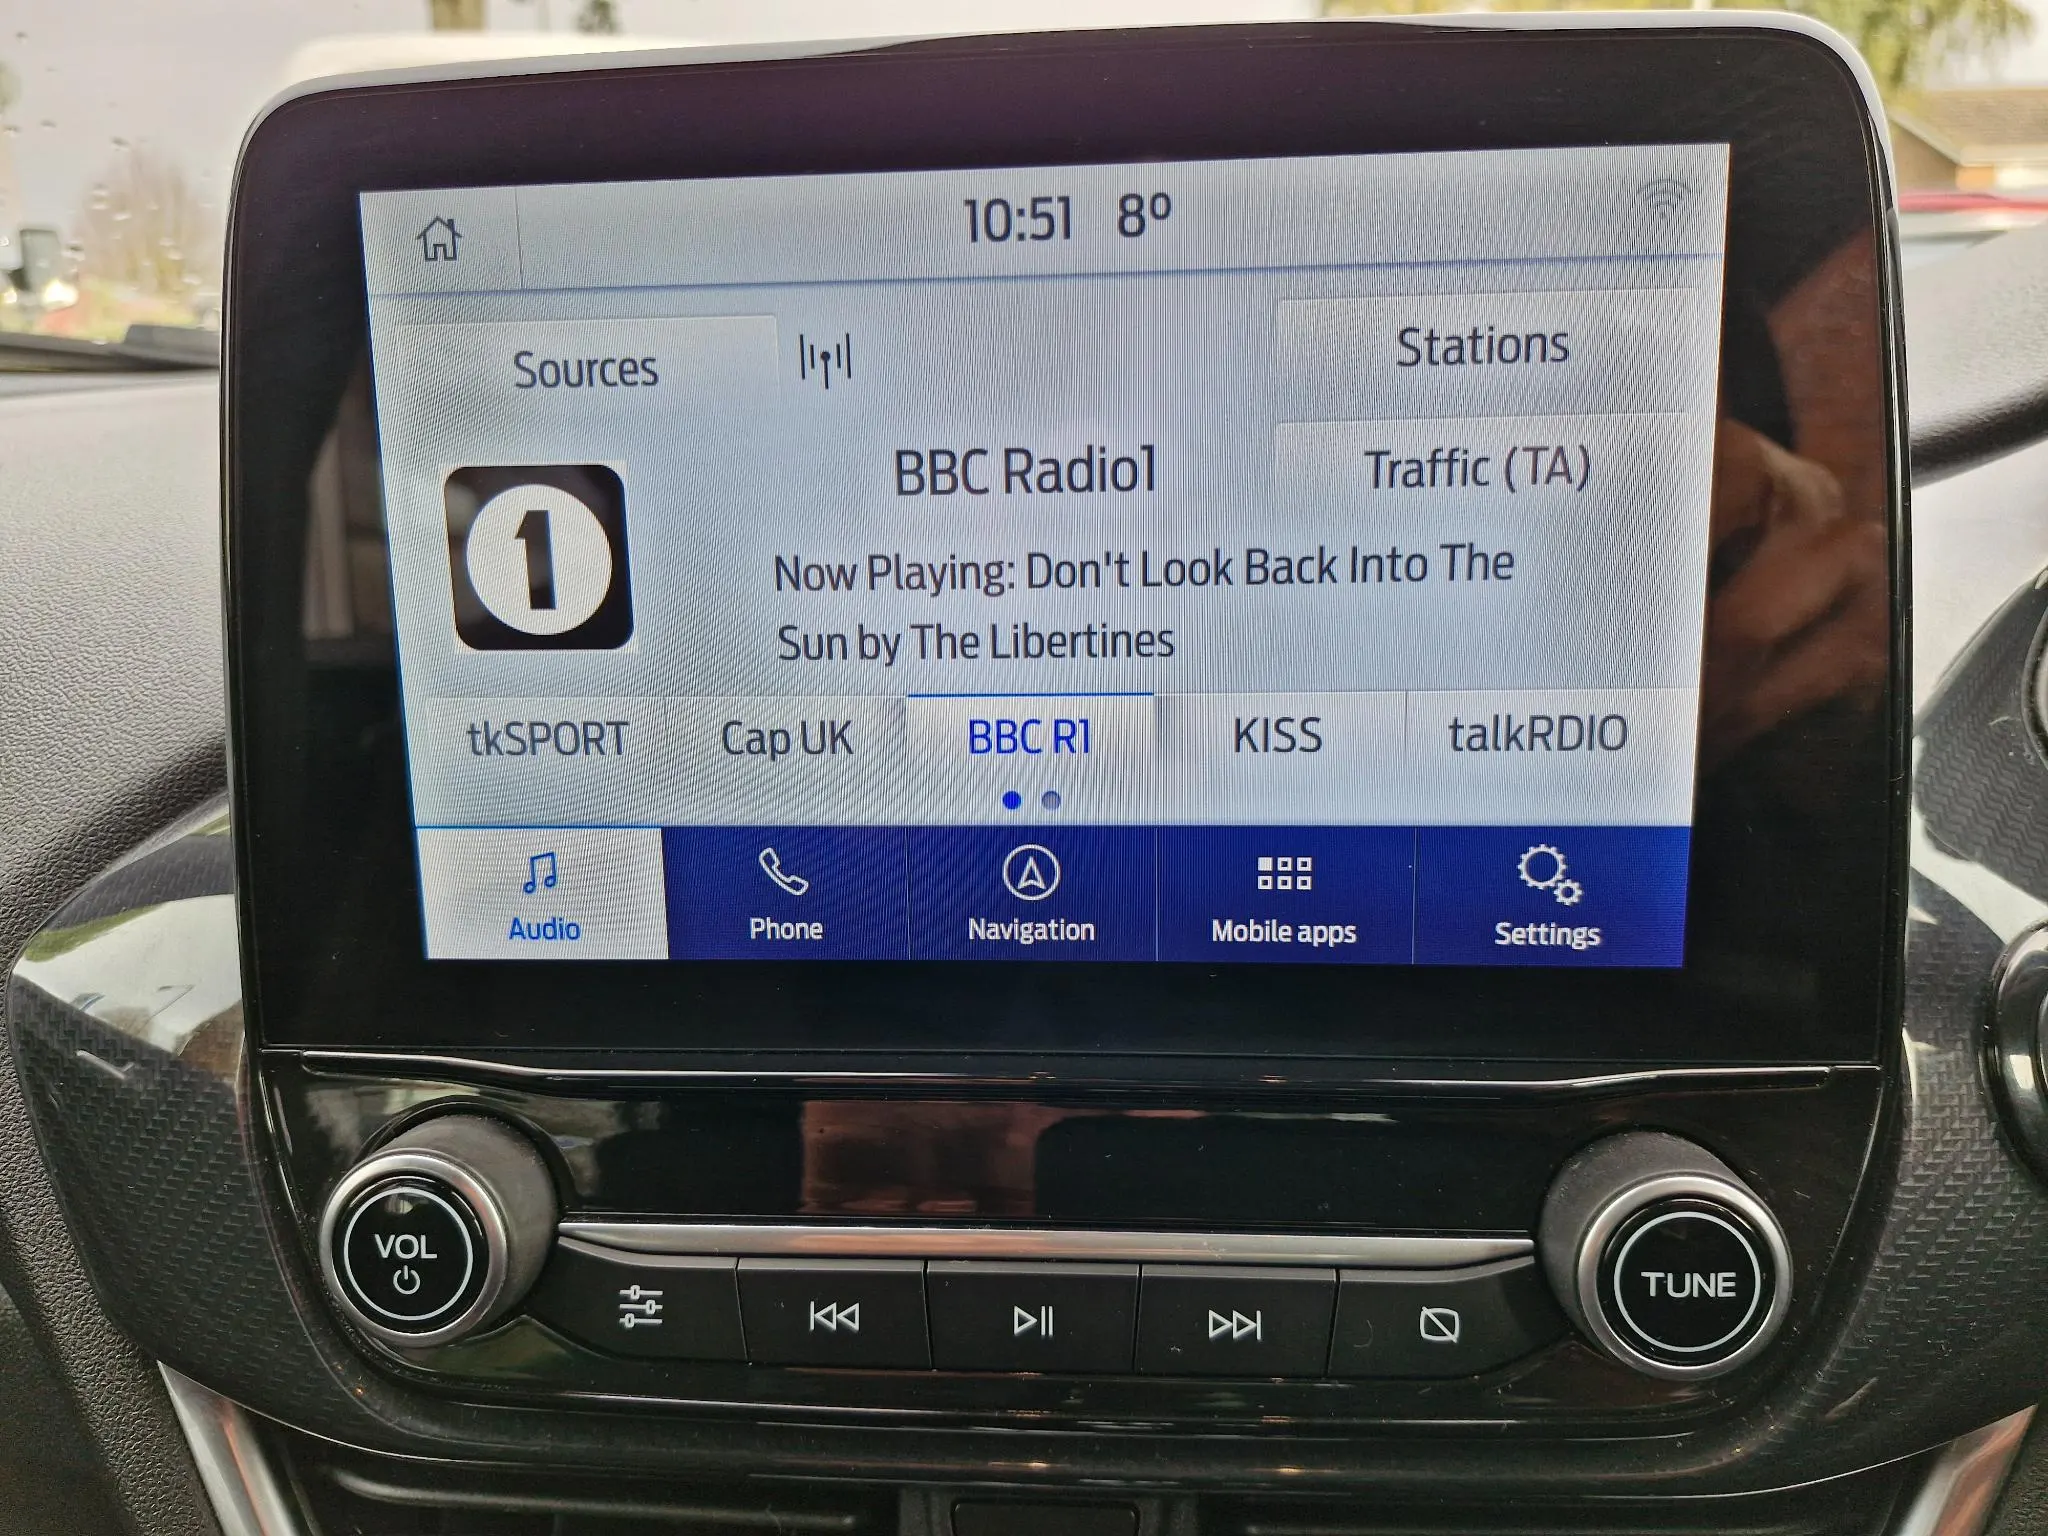 10:51 8º
Sources
Stations
BBC Radio1
Traffic (TA)
1
Now Playing: Don't Look Back Into The
Sun by The Libertines
tkSPORT Cap UK BBC R1 KISS talkRDIO
Audio Phone Navigation Mobile apps Settings
VOL
TUNE